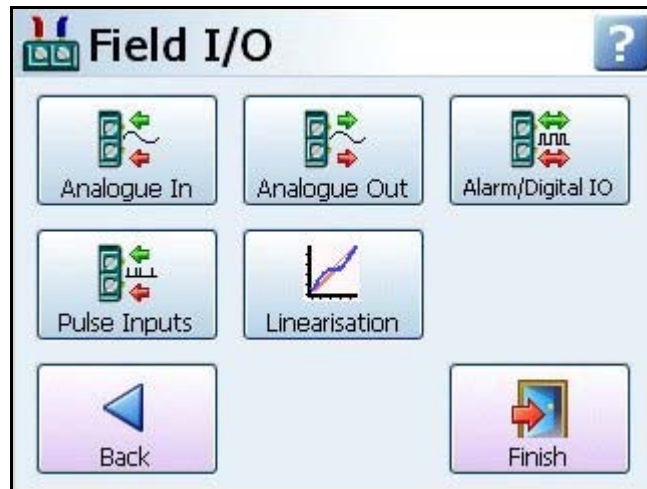 Field I/O
?
Analogue In
Analogue Out
Alarm/Digital IO
Pulse Inputs
Linearisation
Back
Finish